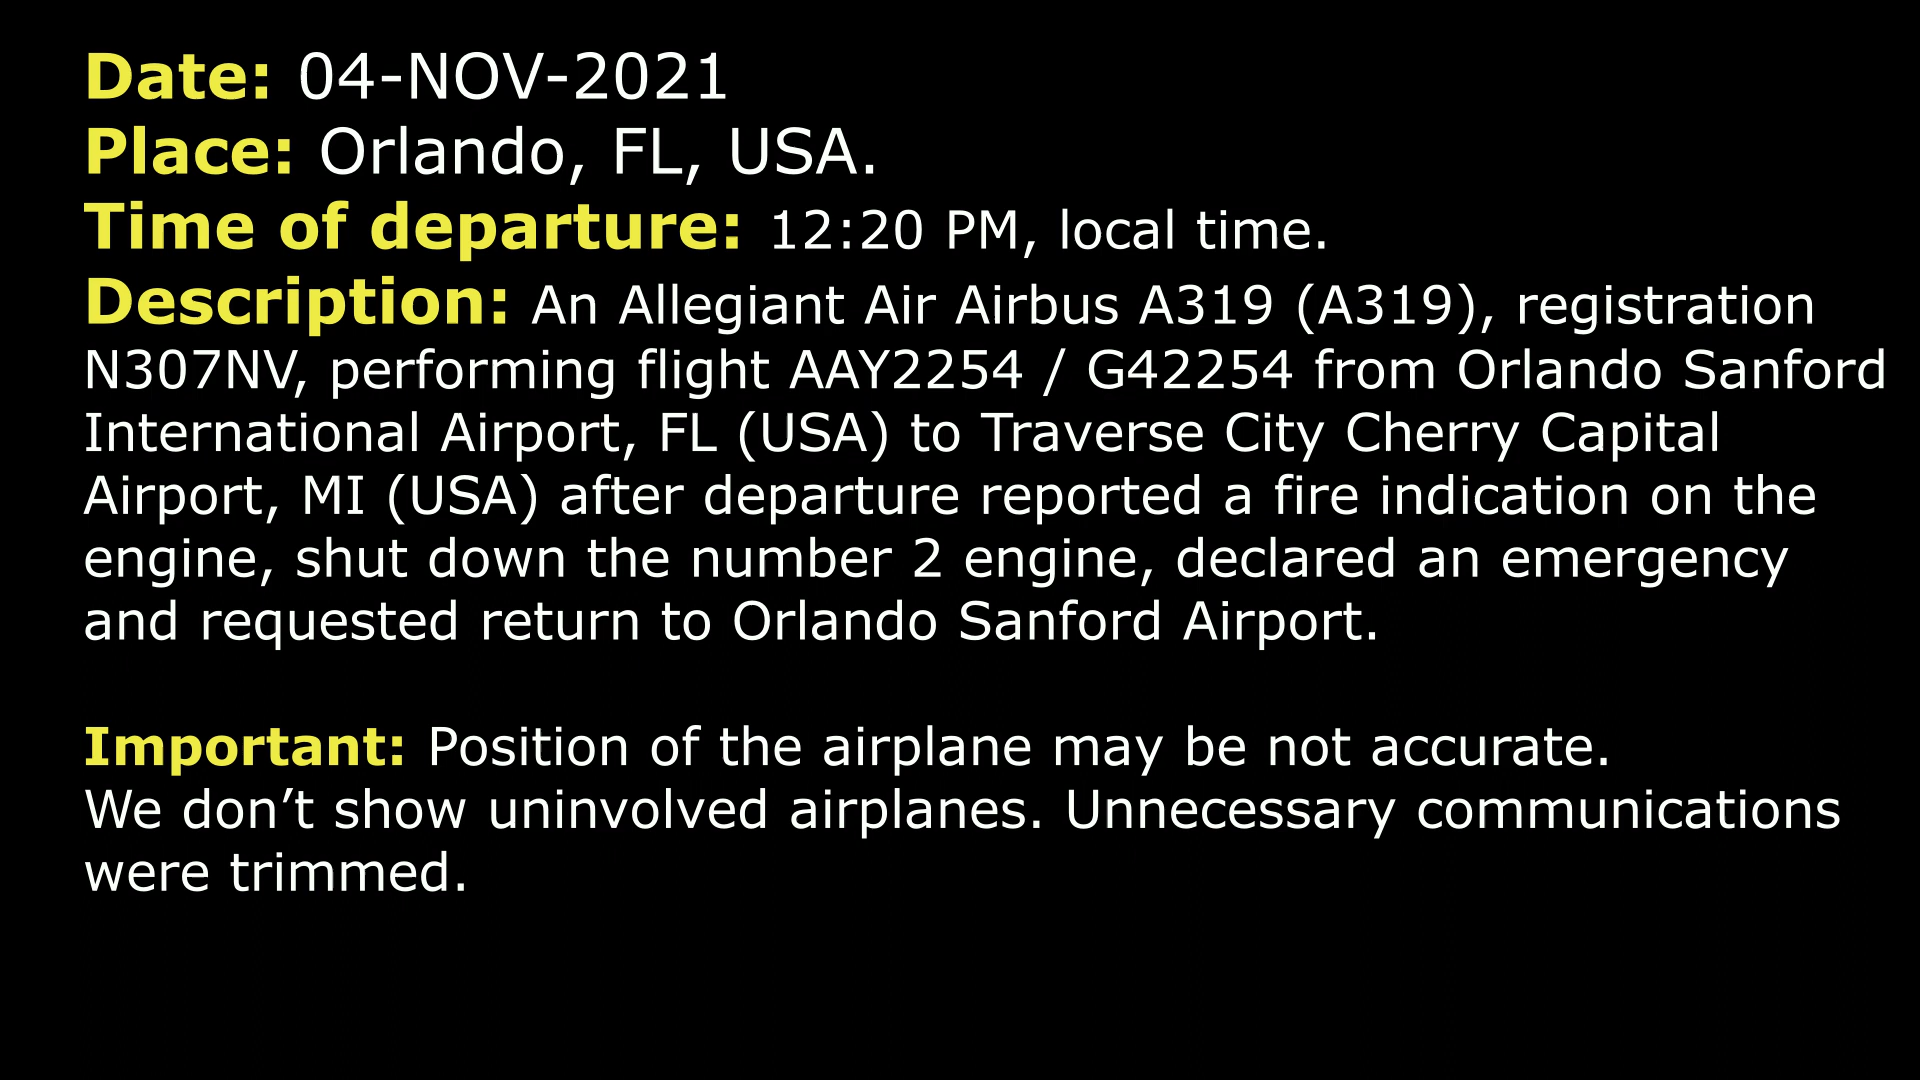 Date: 04-NOV-2021
Place: Orlando, FL, USA.
Time of departure: 12:20 PM, local time.
Description: An Allegiant Air Airbus A319 (A319), registration
N307NV, performing flight AAY2254 / G42254 from Orlando Sanford
International Airport, FL (USA) to Traverse City Cherry Capital
Airport, MI (USA) after departure reported a fire indication on the
engine, shut down the number 2 engine, declared an emergency
and requested return to Orlando Sanford Airport.
Important: Position of the airplane may be not accurate.
We don’t show uninvolved airplanes. Unnecessary communications
were trimmed.